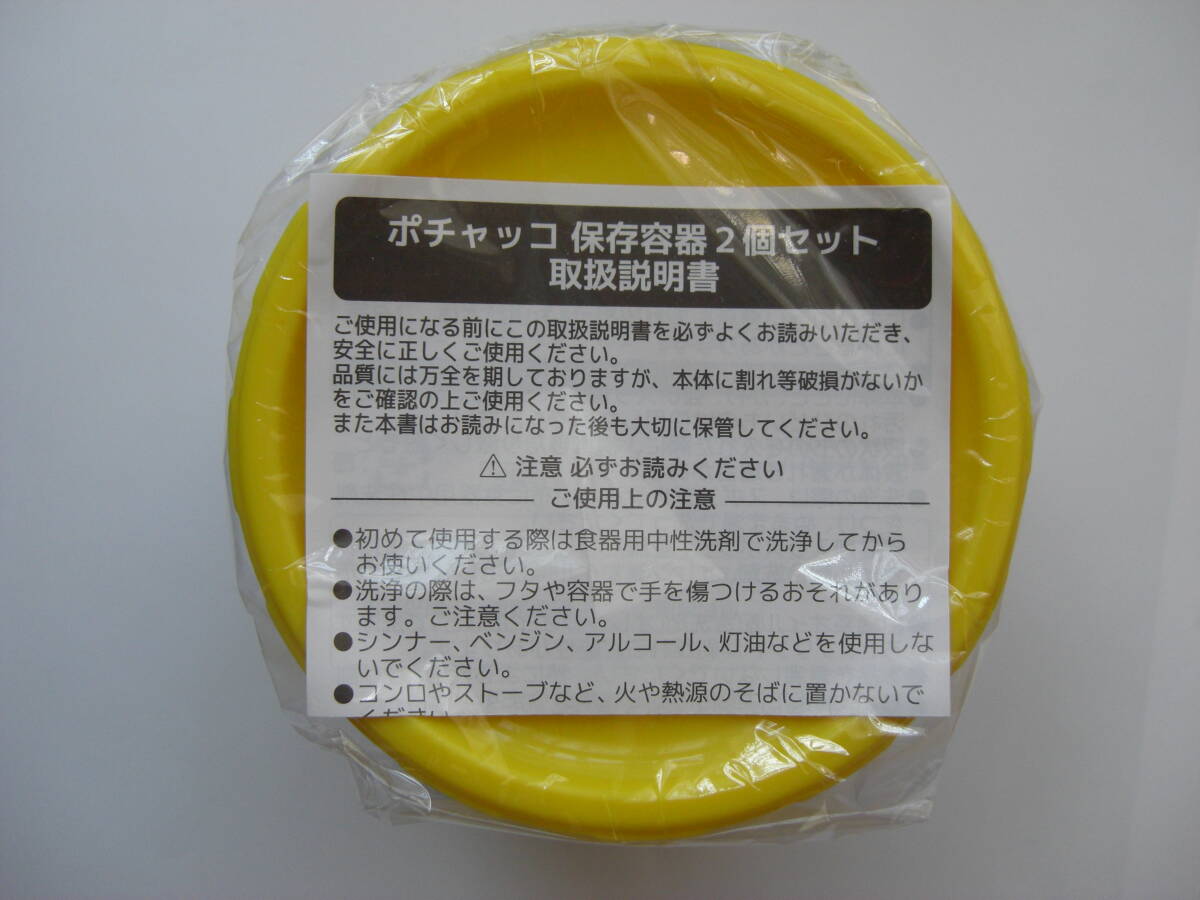 ポチャッコ 保存容器２個セット
取扱説明書
ご使用になる前にこの取扱説明書を必ずよくお読みいただき、
安全に正しくご使用ください。
品質には万全を期しておりますが、本体に割れ等破損がないか
をご確認の上ご使用ください。
また本書はお読みになった後も大切に保管してください。
⚠ 注意 必ずお読みください
ご使用上の注意
●初めて使用する際は食器用中性洗剤で洗浄してから
お使いください。
●洗浄の際は、フタや容器で手を傷つけるおそれがあり
ます。ご注意ください。
●シンナー、ベンジン、アルコール、灯油などを使用しな
いでください。
●コンロやストーブなど、火や熱源のそばに置かないで
ください